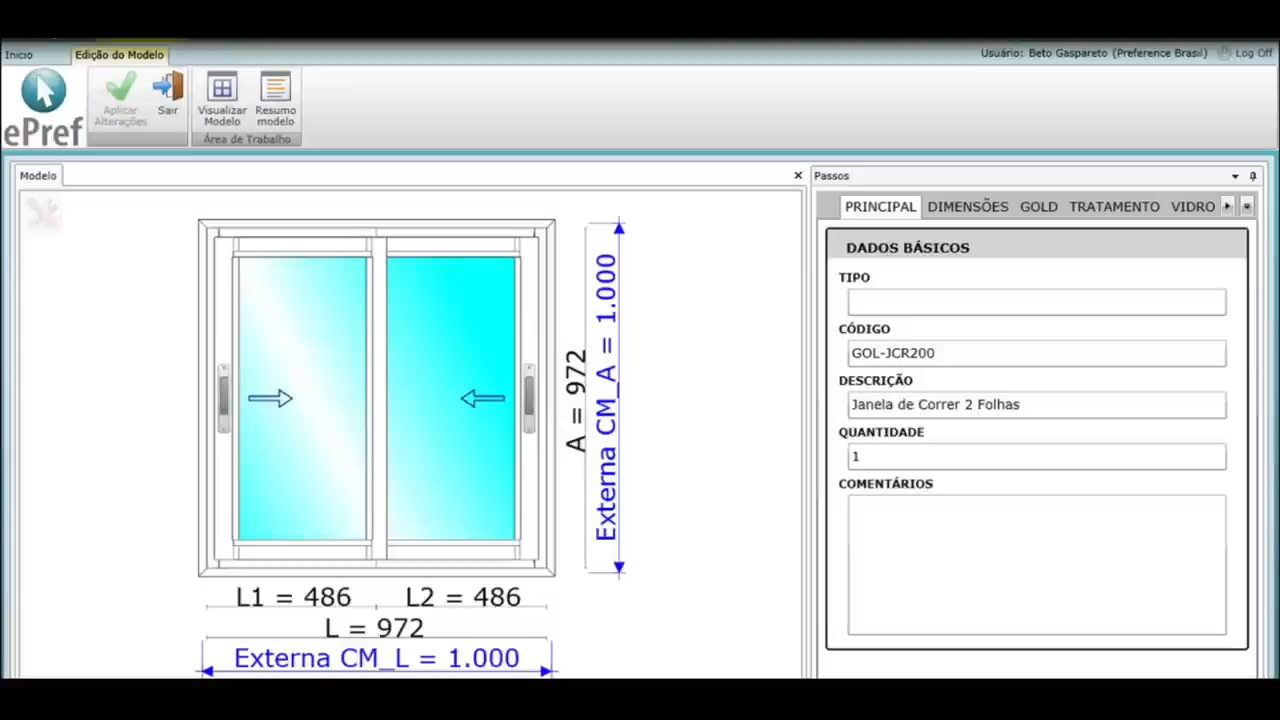 Inicio
Edição do Modelo
Usuário: Beto Gaspareto (Preference Brasil)
Log Off
ePref
Aplicar
Alterações
Sair
Visualizar
Modelo
Resumo
modelo
Área de Trabalho
Modelo
Passos
PRINCIPAL DIMENSÕES GOLD TRATAMENTO VIDRO
DADOS BÁSICOS
TIPO
CÓDIGO
GOL-JCR200
DESCRIÇÃO
Janela de Correr 2 Folhas
QUANTIDADE
1
COMENTÁRIOS
A = 972
Externa CM_A = 1.000
L1 = 486
L2 = 486
L = 972
Externa CM_L = 1.000